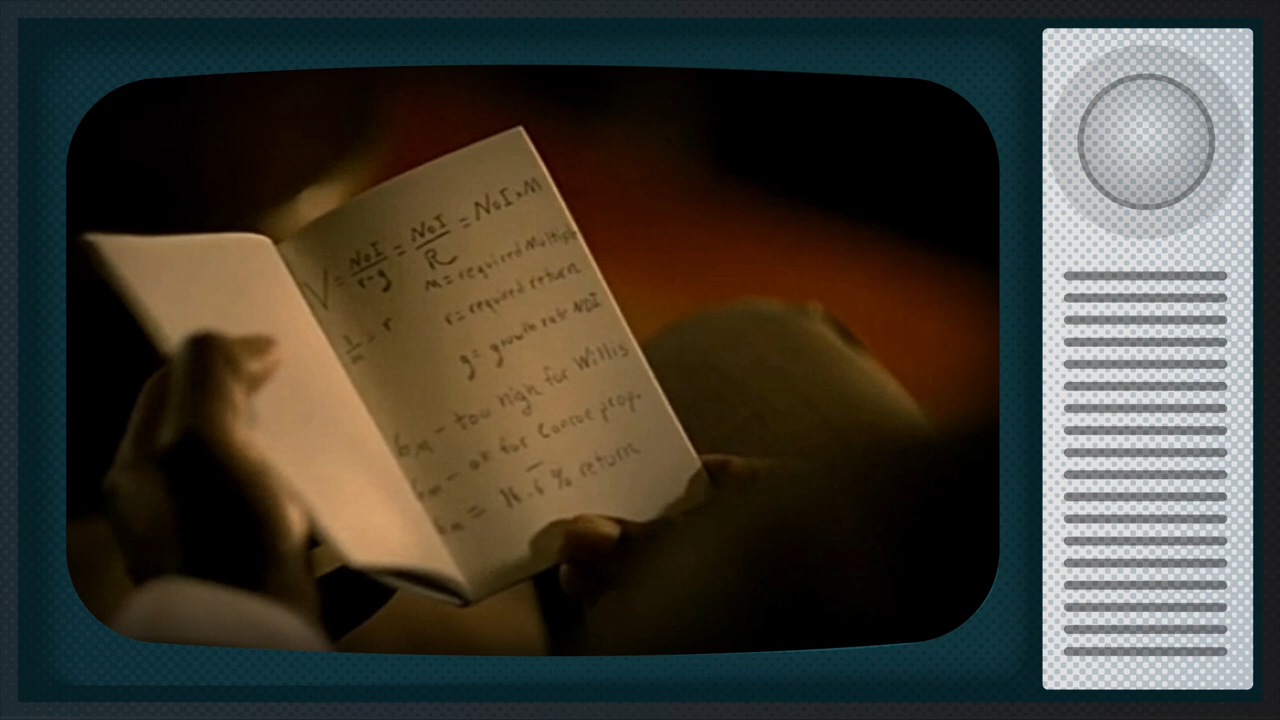 V = NOI/r-g = NOI/R = NOI x M
M = required Multiple
1/m = r r = required return
g = growth rate NOI
6m - too high for Willis
- ok for Conroe prop.
= 16.6 % return